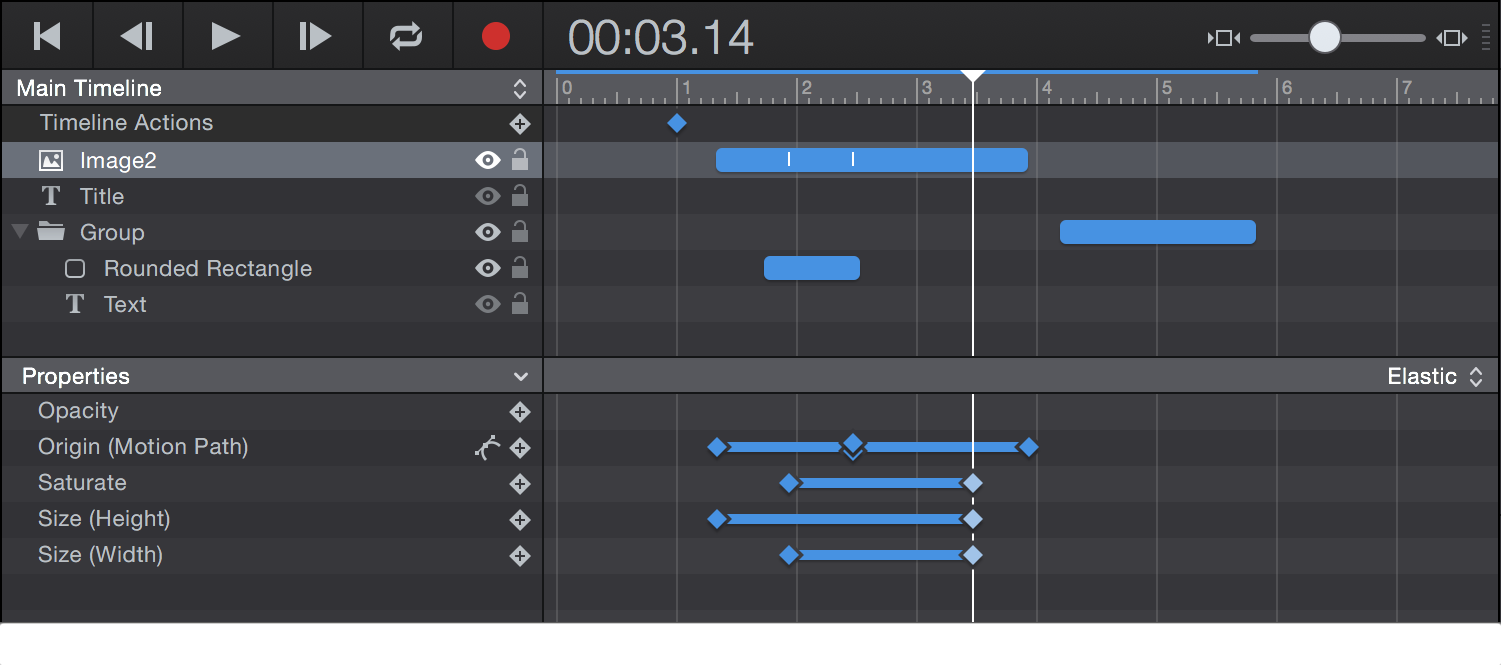 00:03.14
Main Timeline
0 1 2 3 4 5 6 7
Timeline Actions
Image2
T Title
Group
Rounded Rectangle
T Text
Properties Elastic
Opacity
Origin (Motion Path)
Saturate
Size (Height)
Size (Width)